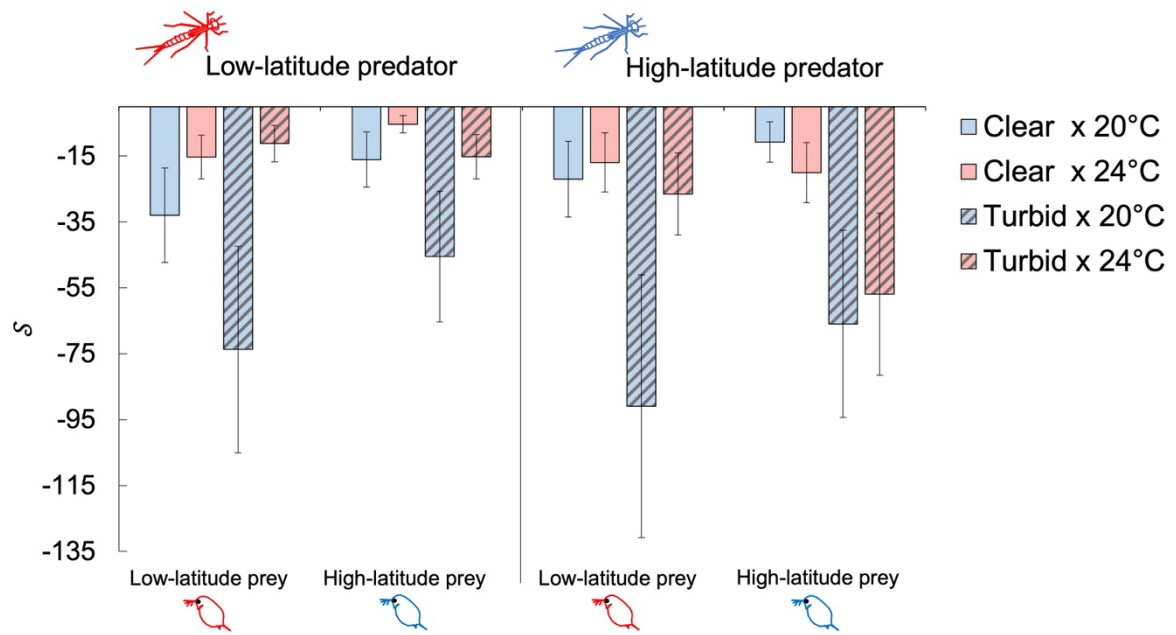 Low-latitude predator
High-latitude predator
-15
-35
-55
-75
-95
-115
-135
𝒮
Low-latitude prey
High-latitude prey
Low-latitude prey
High-latitude prey
Clear x 20°C
Clear x 24°C
Turbid x 20°C
Turbid x 24°C